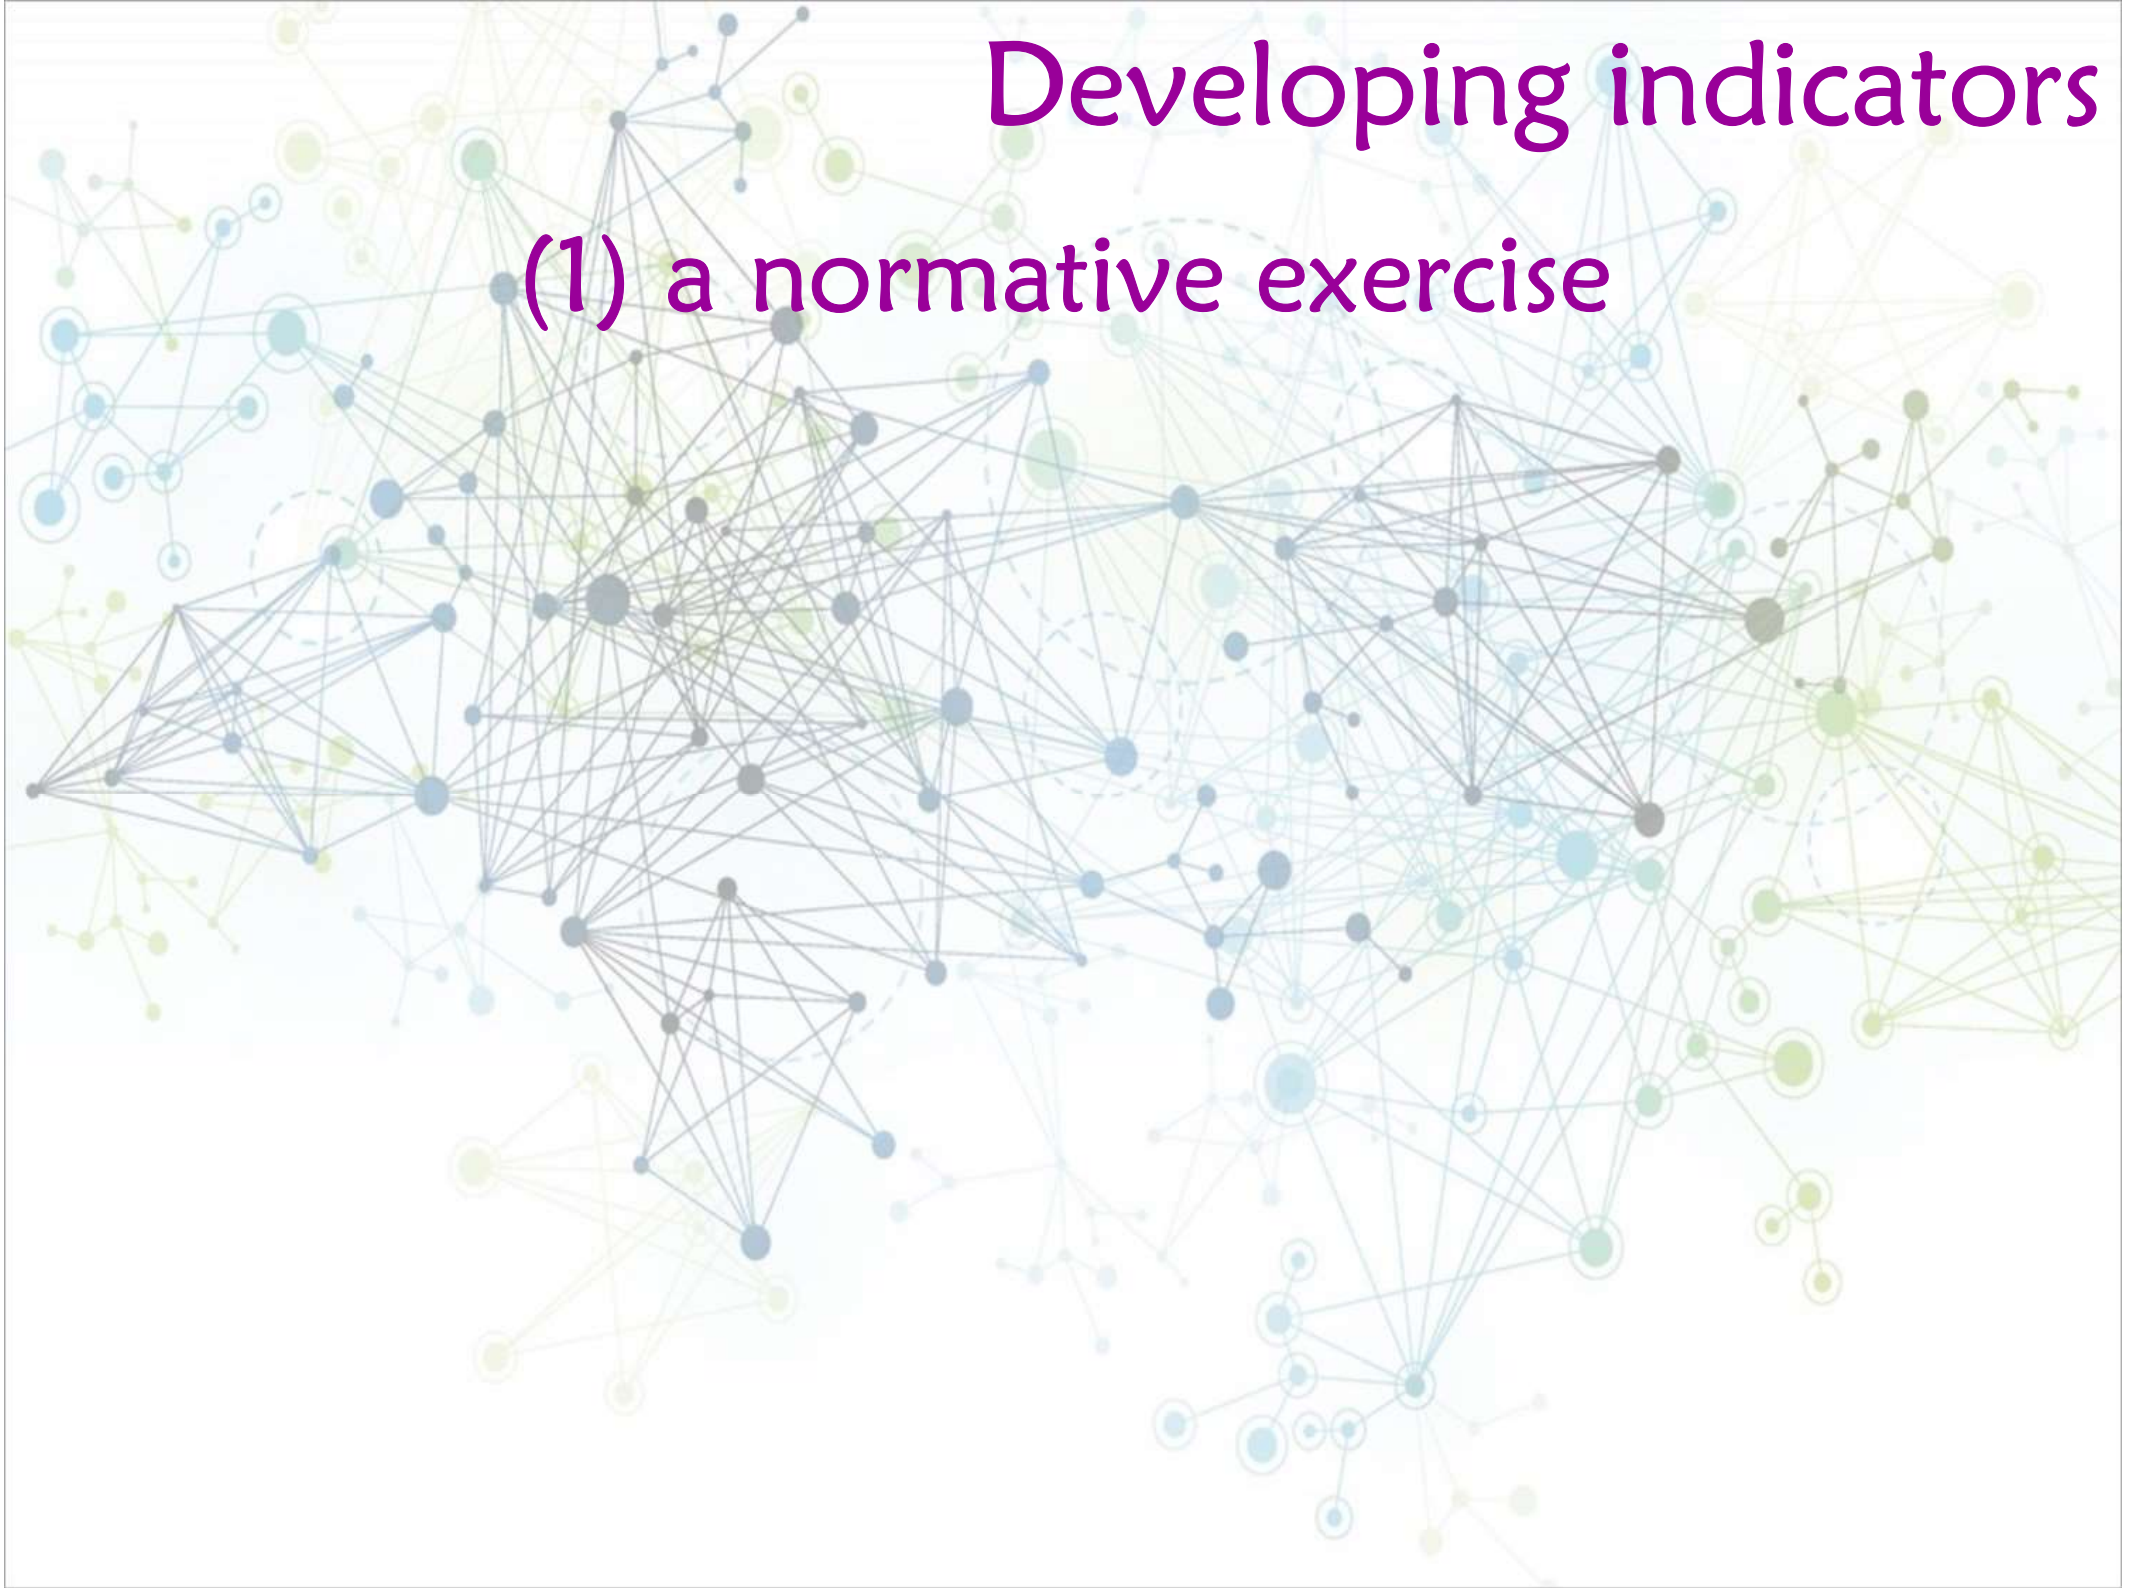 Developing indicators
(1) a normative exercise